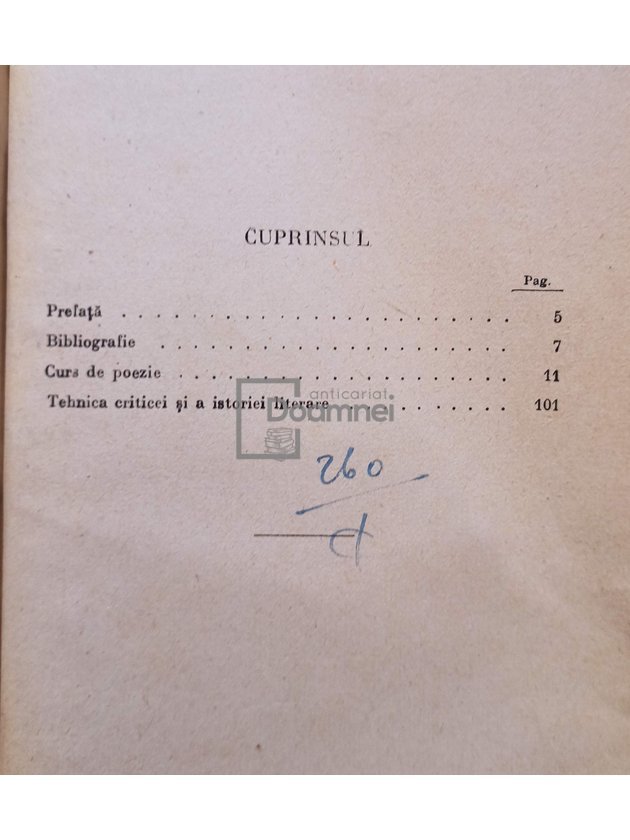 CUPRINSUL
Pag.
Prefață . . . . . . . . . . . . . . . . . . . . . . . 5
Bibliografie . . . . . . . . . . . . . . . . . . . . 7
Curs de poezie . . . . . . . . . . . . . . . . . . . 11
Tehnica criticei și a istoriei literare . . . . . . . . . 101
anticariat
Doamnei
260